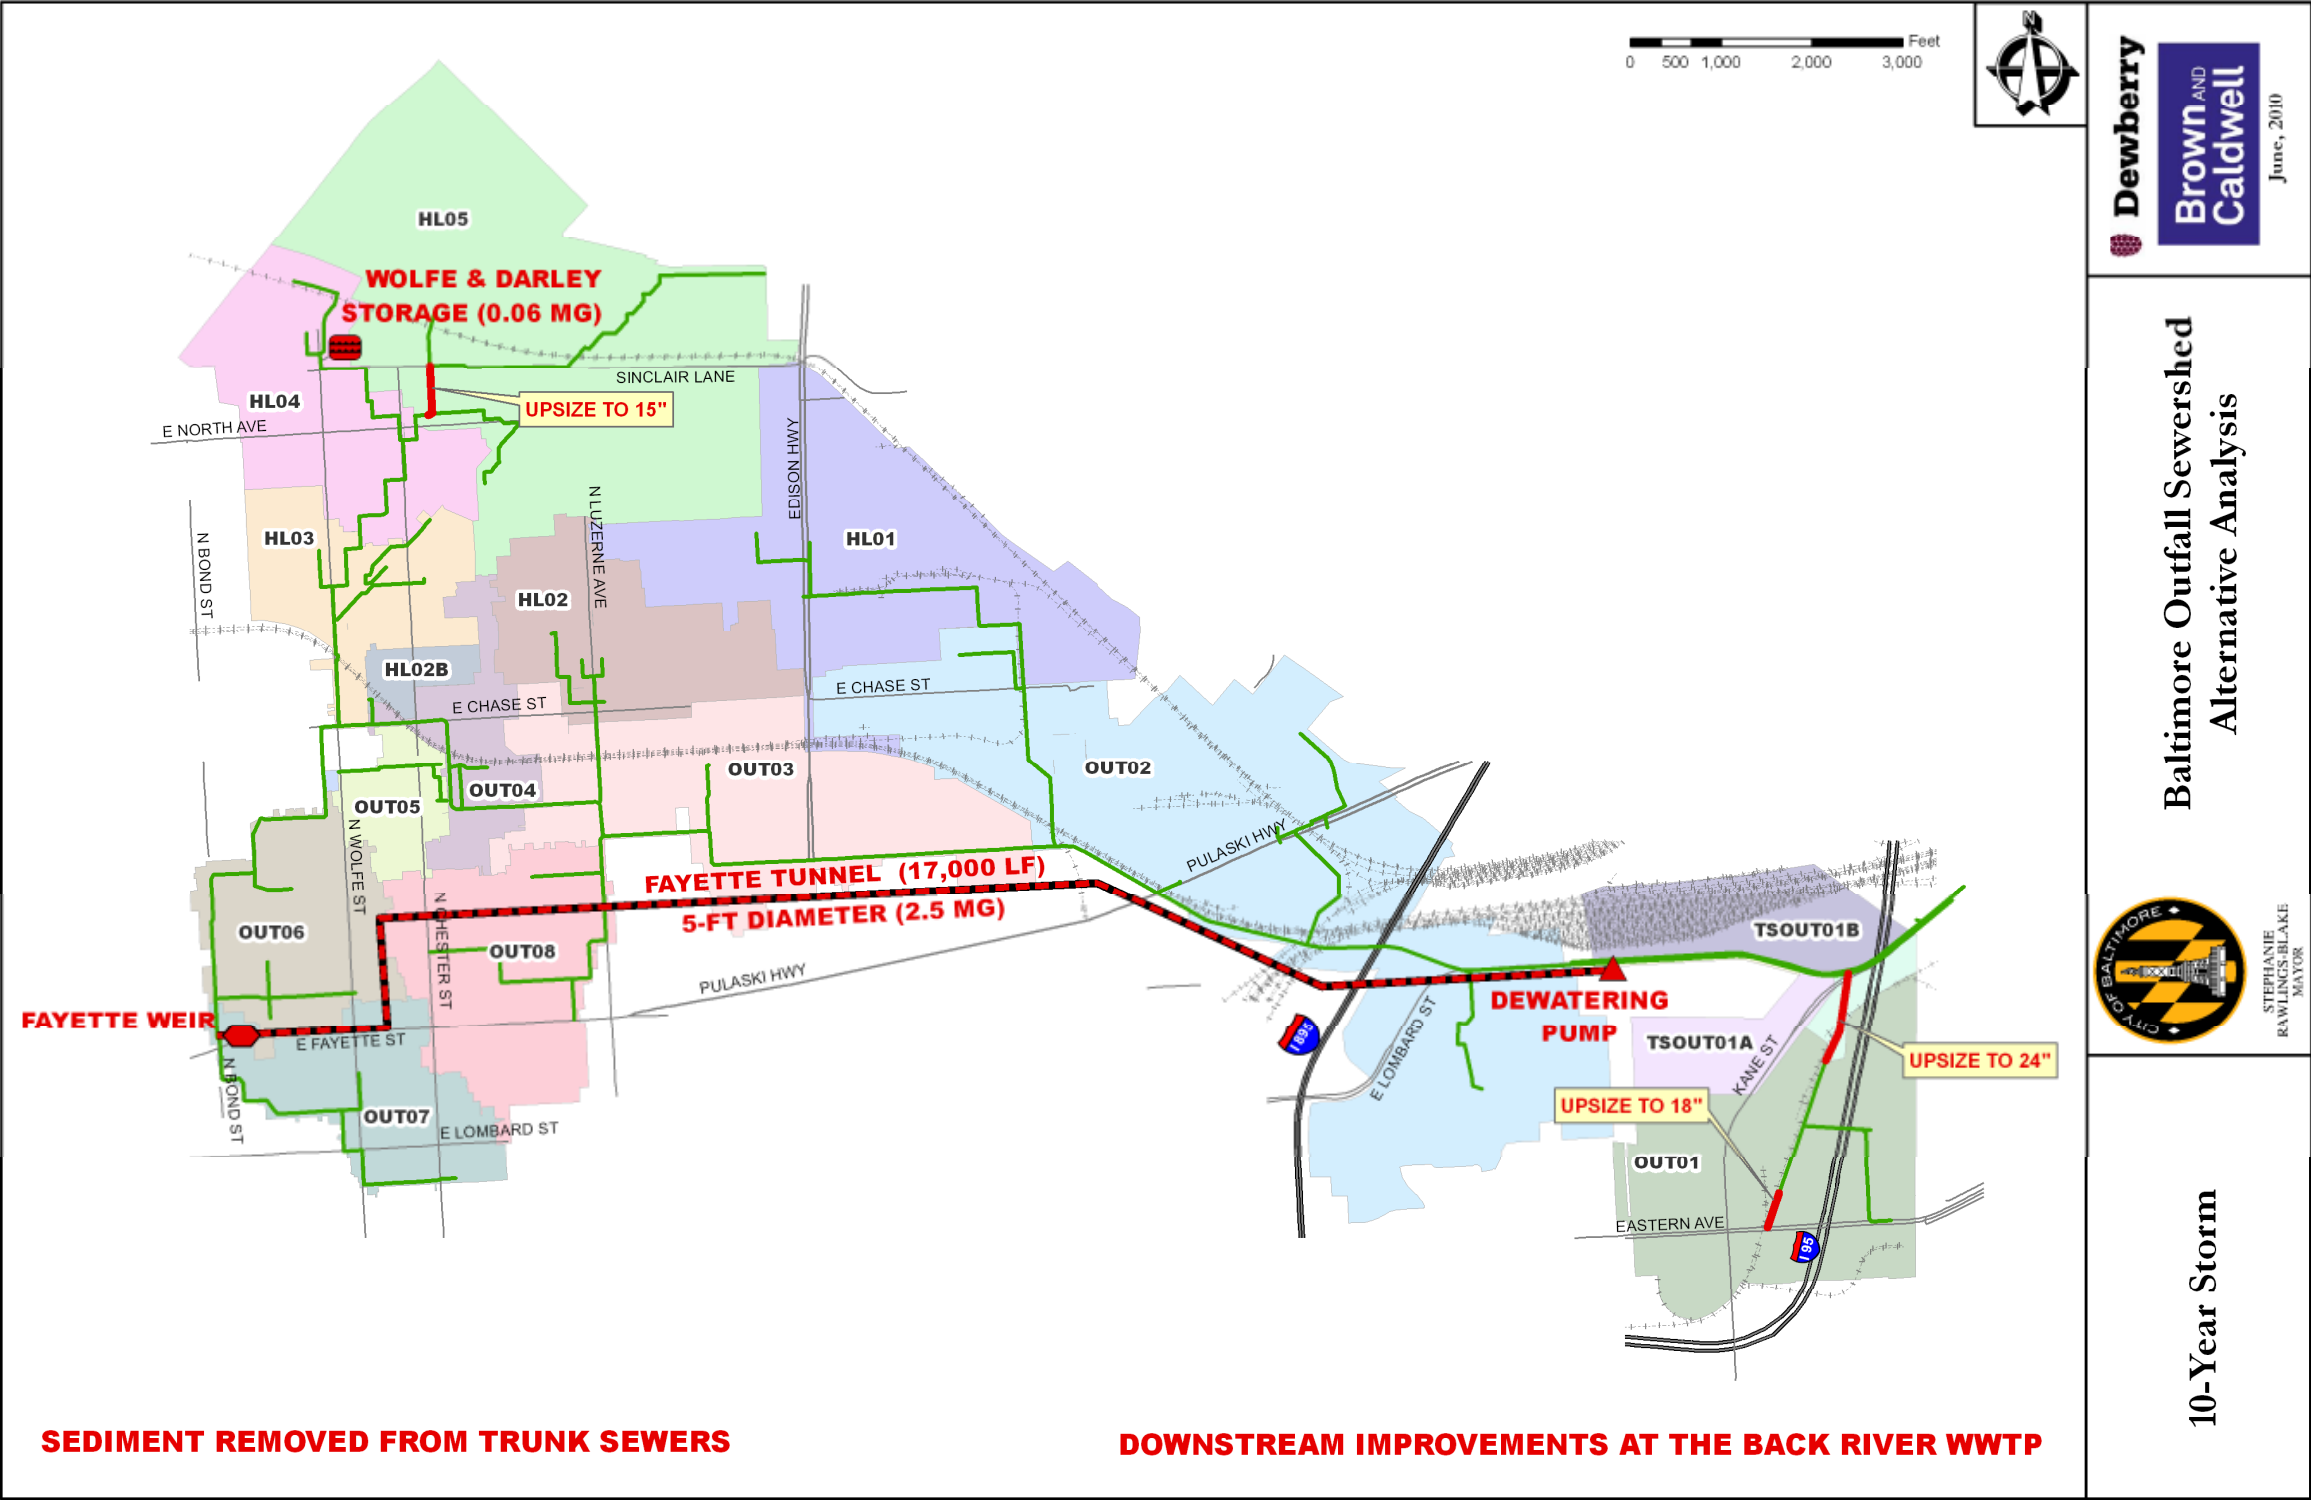 Feet
0 500 1,000 2,000 3,000
N
Dewberry
Brown AND
Caldwell
June, 2010
Baltimore Outfall Sewershed
Alternative Analysis
CITY OF BALTIMORE
STEPHANIE
RAWLINGS-BLAKE
MAYOR
10-Year Storm
HL05
WOLFE & DARLEY
STORAGE (0.06 MG)
SINCLAIR LANE
HL04
UPSIZE TO 15"
E NORTH AVE
EDISON HWY
N LUZERNE AVE
HL03
HL01
N BOND ST
HL02
HL02B
E CHASE ST
E CHASE ST
OUT03
OUT02
OUT04
OUT05
N WOLFE ST
PULASKI HWY
FAYETTE TUNNEL (17,000 LF)
5-FT DIAMETER (2.5 MG)
N CHESTER ST
OUT06
OUT08
TSOUT01B
PULASKI HWY
DEWATERING
PUMP
FAYETTE WEIR
E FAYETTE ST
I 895
E LOMBARD ST
TSOUT01A
KANE ST
UPSIZE TO 24"
N BOND ST
OUT07
UPSIZE TO 18"
E LOMBARD ST
OUT01
EASTERN AVE
I 95
SEDIMENT REMOVED FROM TRUNK SEWERS
DOWNSTREAM IMPROVEMENTS AT THE BACK RIVER WWTP